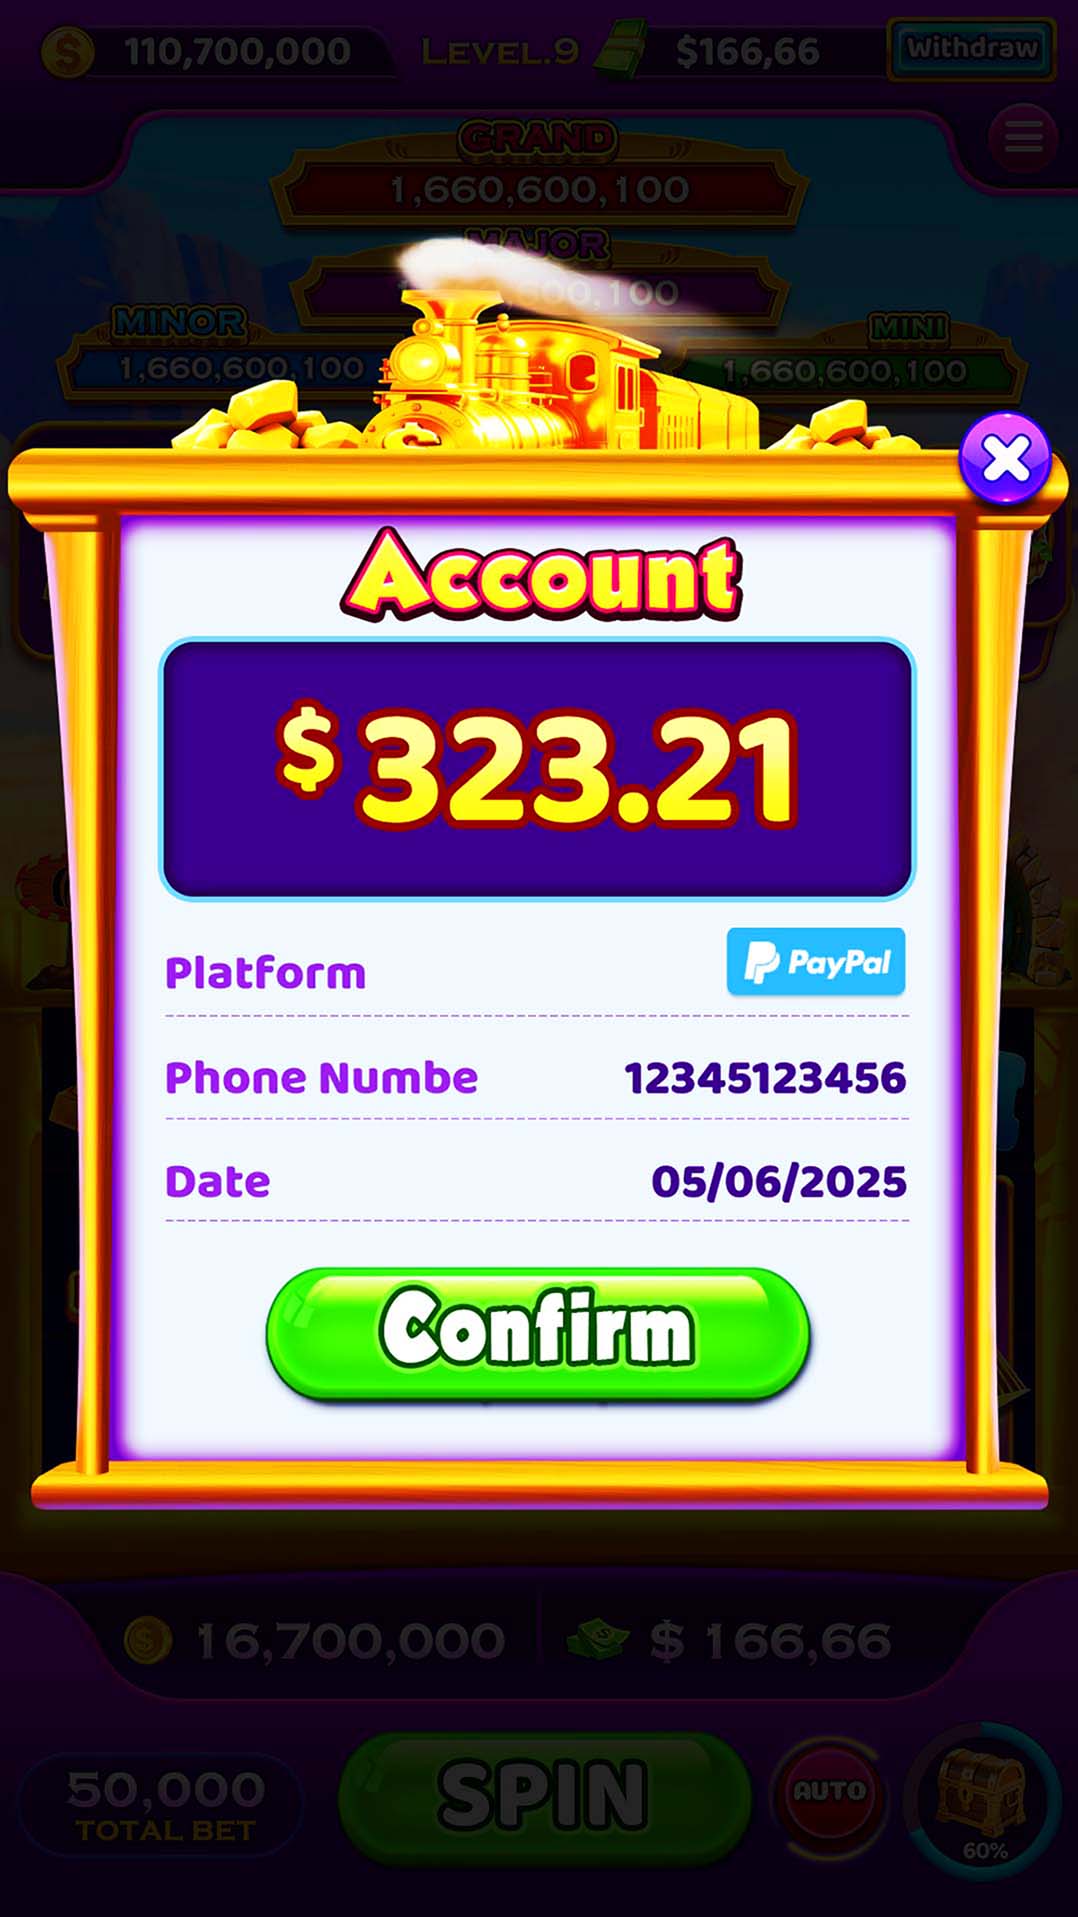 110,700,000 LEVEL.9 $166,66 Withdraw
GRAND
1,660,600,100
MAJOR
600,100
MINOR
MINI
1,660,600,100
1,660,600,100
Account
$323.21
Platform PayPal
Phone Numbe 12345123456
Date 05/06/2025
Confirm
16,700,000 $ 166,66
50,000
TOTAL BET
SPIN
AUTO
60%